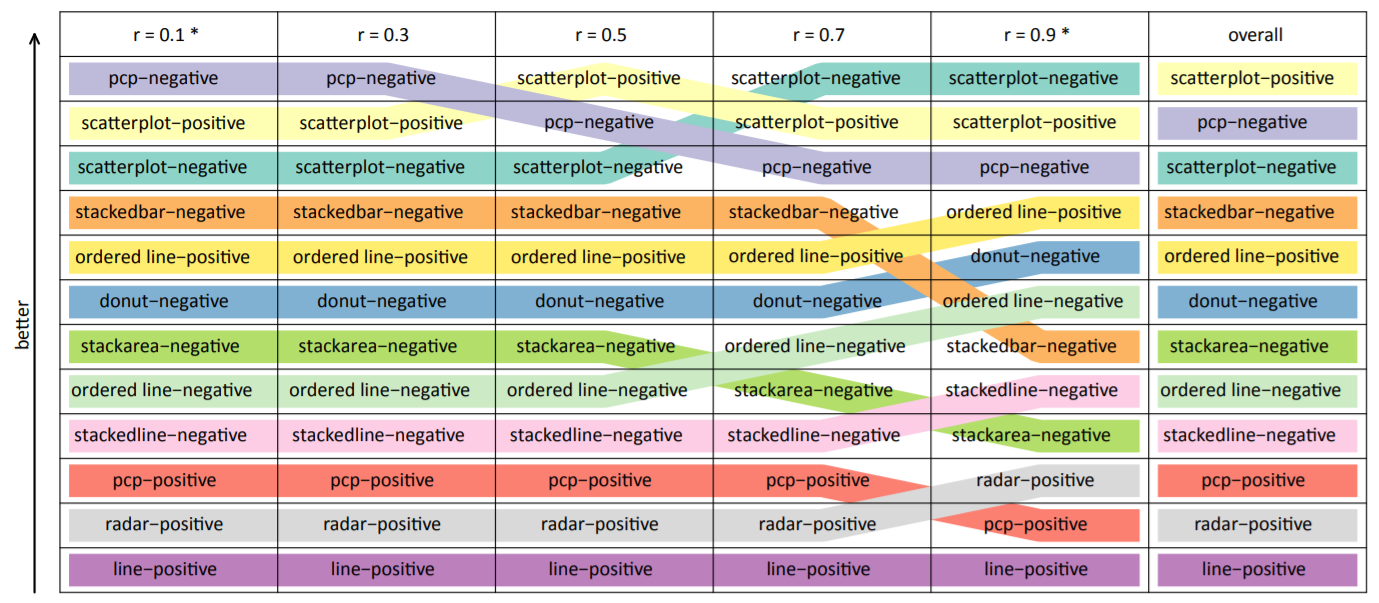 r = 0.1 * r = 0.3 r = 0.5 r = 0.7 r = 0.9 * overall
pcp−negative pcp−negative scatterplot−positive scatterplot−negative scatterplot−negative scatterplot−positive
scatterplot−positive scatterplot−positive pcp−negative scatterplot−positive scatterplot−positive pcp−negative
scatterplot−negative scatterplot−negative scatterplot−negative pcp−negative pcp−negative scatterplot−negative
stackedbar−negative stackedbar−negative stackedbar−negative stackedbar−negative ordered line−positive stackedbar−negative
ordered line−positive ordered line−positive ordered line−positive ordered line−positive donut−negative ordered line−positive
donut−negative donut−negative donut−negative donut−negative ordered line−negative donut−negative
stackarea−negative stackarea−negative stackarea−negative ordered line−negative stackedbar−negative stackarea−negative
ordered line−negative ordered line−negative ordered line−negative stackarea−negative stackedline−negative ordered line−negative
stackedline−negative stackedline−negative stackedline−negative stackedline−negative stackarea−negative stackedline−negative
pcp−positive pcp−positive pcp−positive pcp−positive radar−positive pcp−positive
radar−positive radar−positive radar−positive radar−positive pcp−positive radar−positive
line−positive line−positive line−positive line−positive line−positive line−positive
better